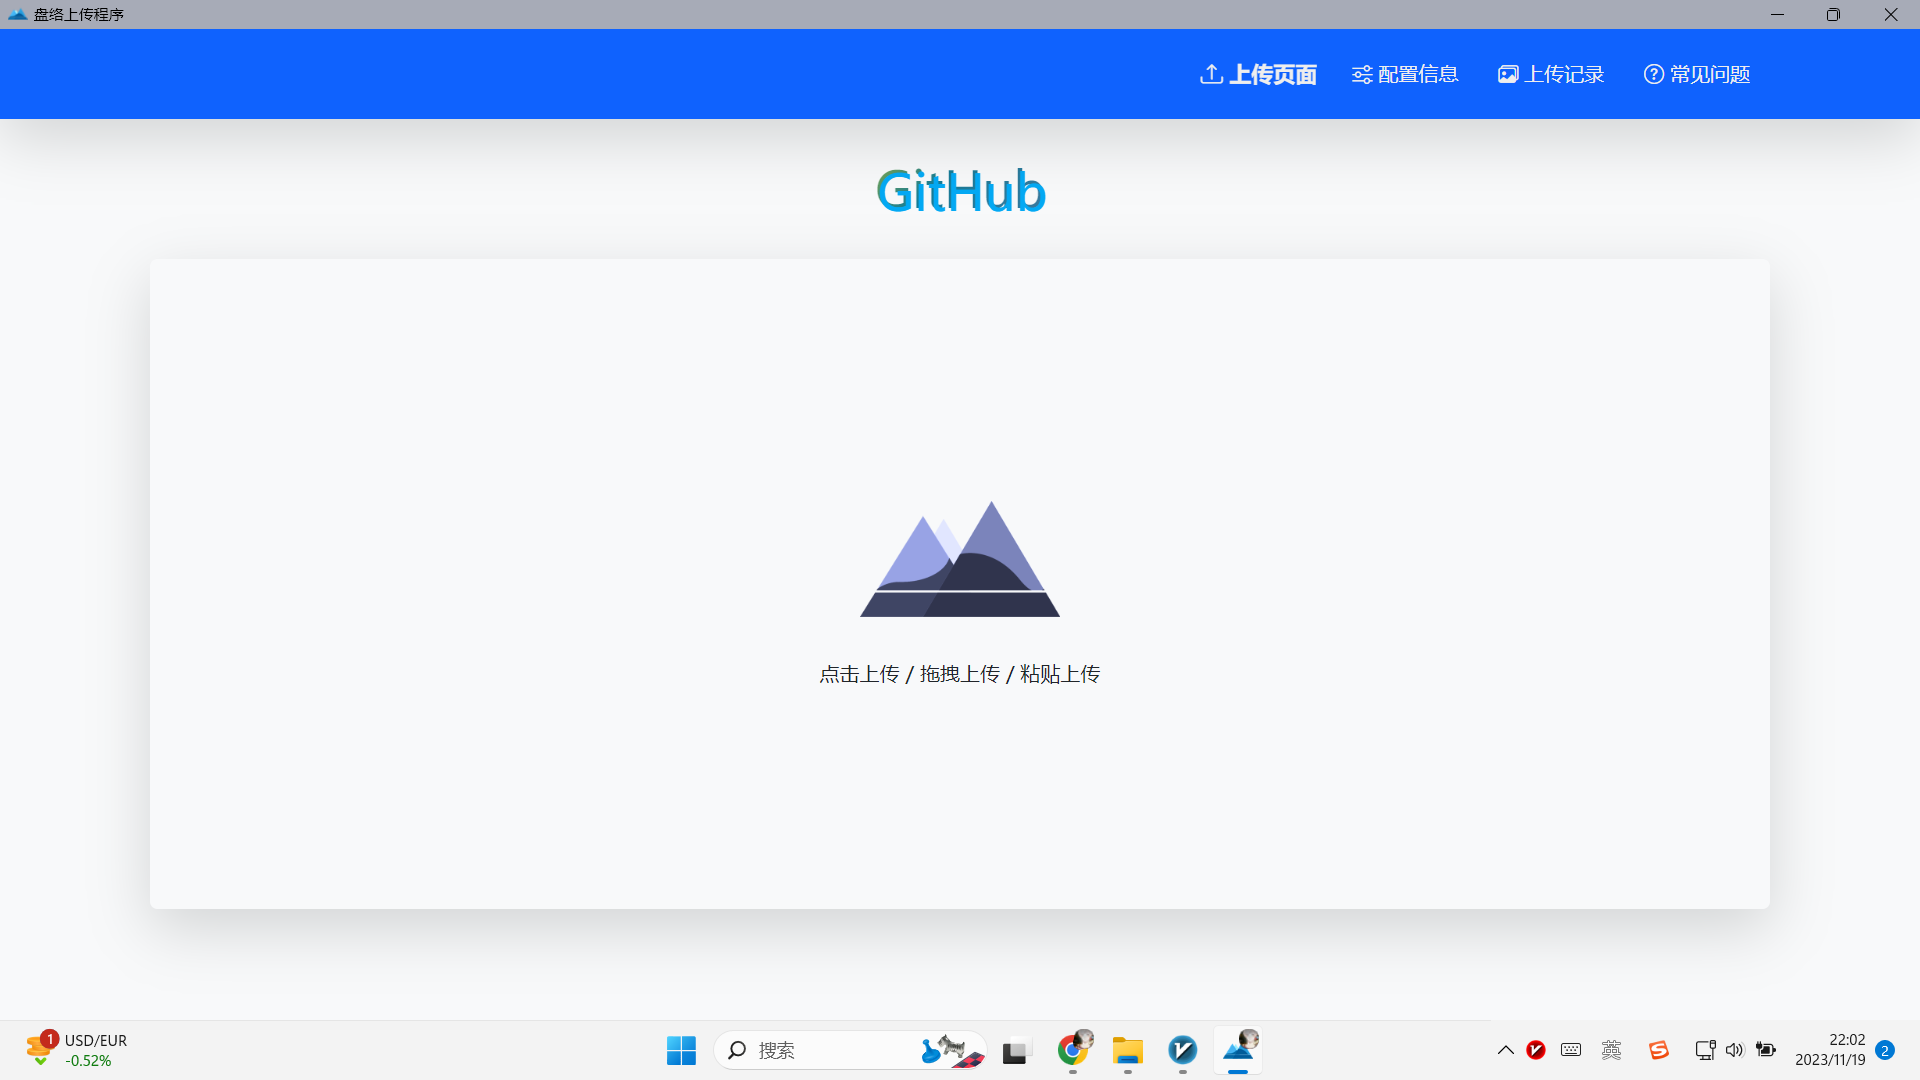 盘络上传程序
上传页面 配置信息 上传记录 常见问题
GitHub
点击上传 / 拖拽上传 / 粘贴上传
1 USD/EUR
-0.52%
搜索
英
22:02
2023/11/19
2